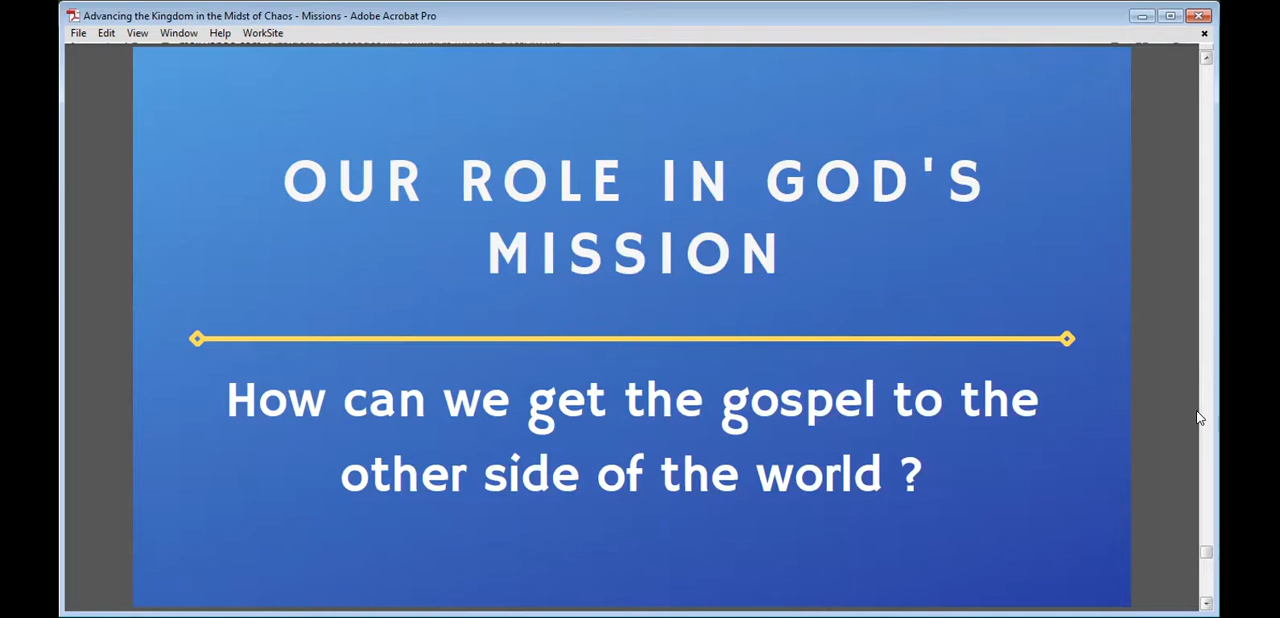 Advancing the Kingdom in the Midst of Chaos - Missions - Adobe Acrobat Pro
File Edit View Window Help WorkSite
OUR ROLE IN GOD'S
MISSION
How can we get the gospel to the
other side of the world ?